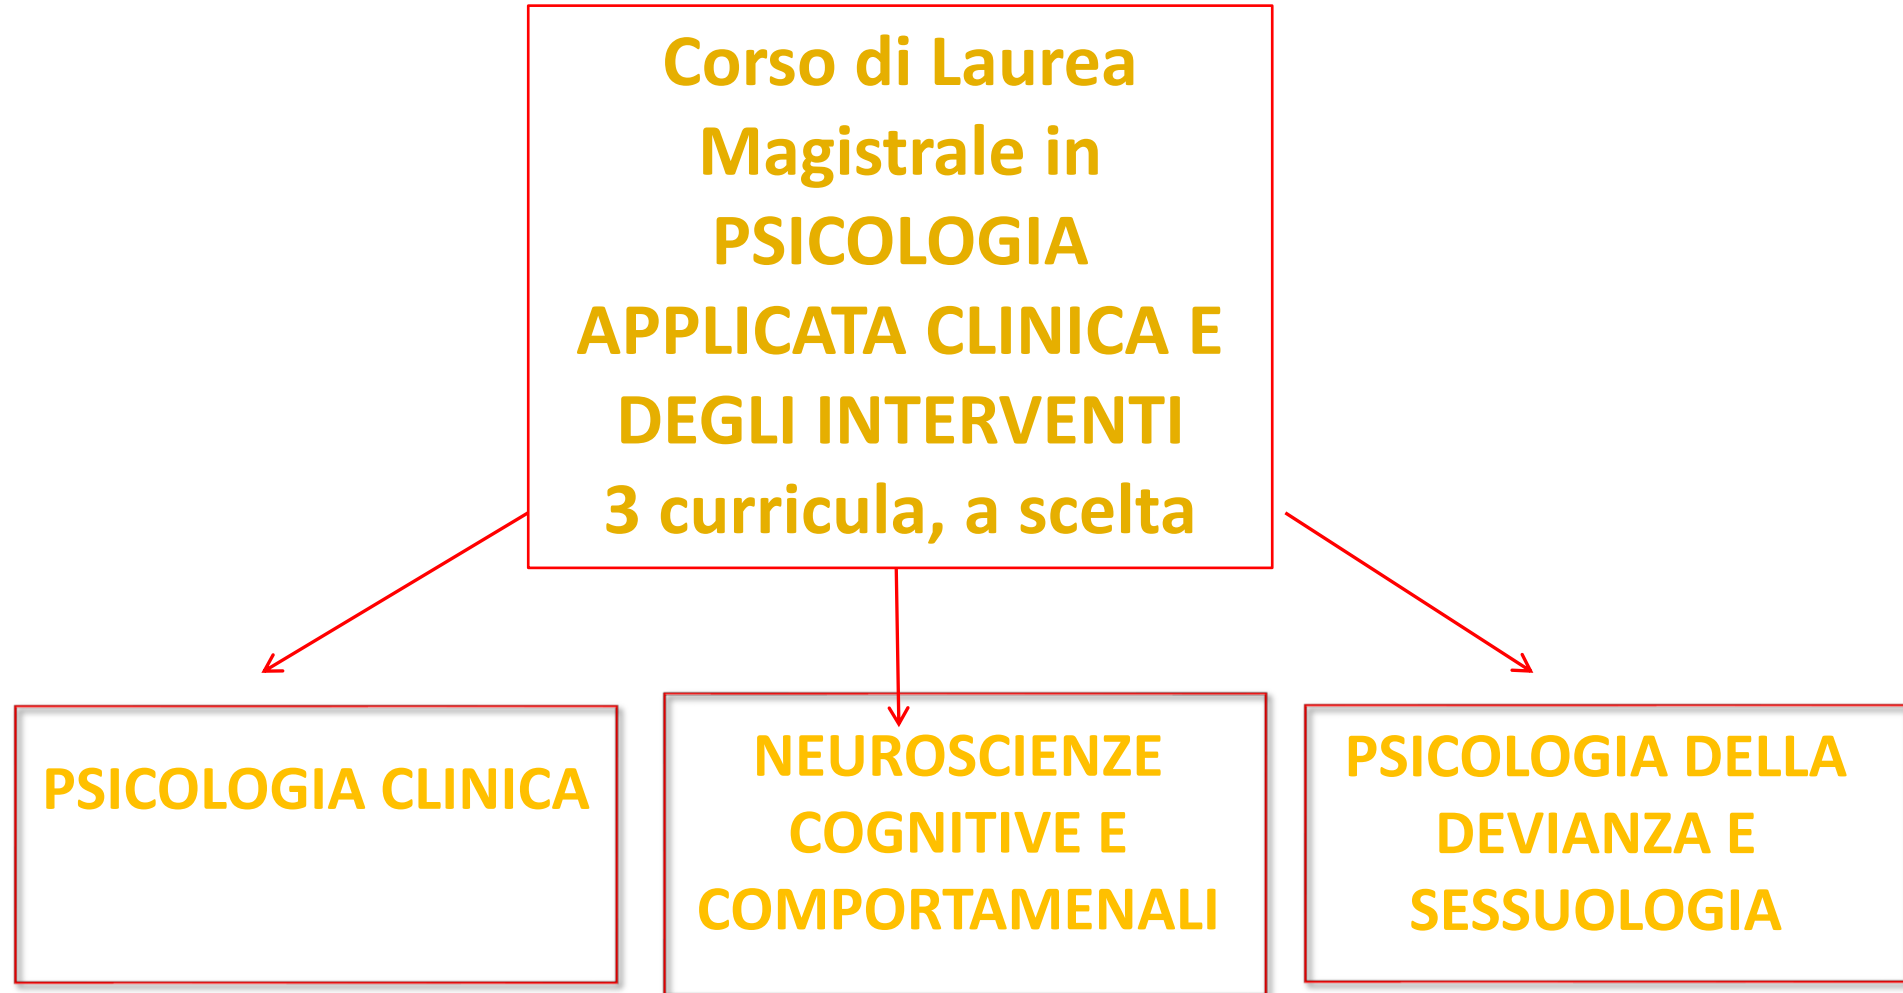 Corso di Laurea
Magistrale in
PSICOLOGIA
APPLICATA CLINICA E
DEGLI INTERVENTI
3 curricula, a scelta
PSICOLOGIA CLINICA
NEUROSCIENZE
COGNITIVE E
COMPORTAMENALI
PSICOLOGIA DELLA
DEVIANZA E
SESSUOLOGIA